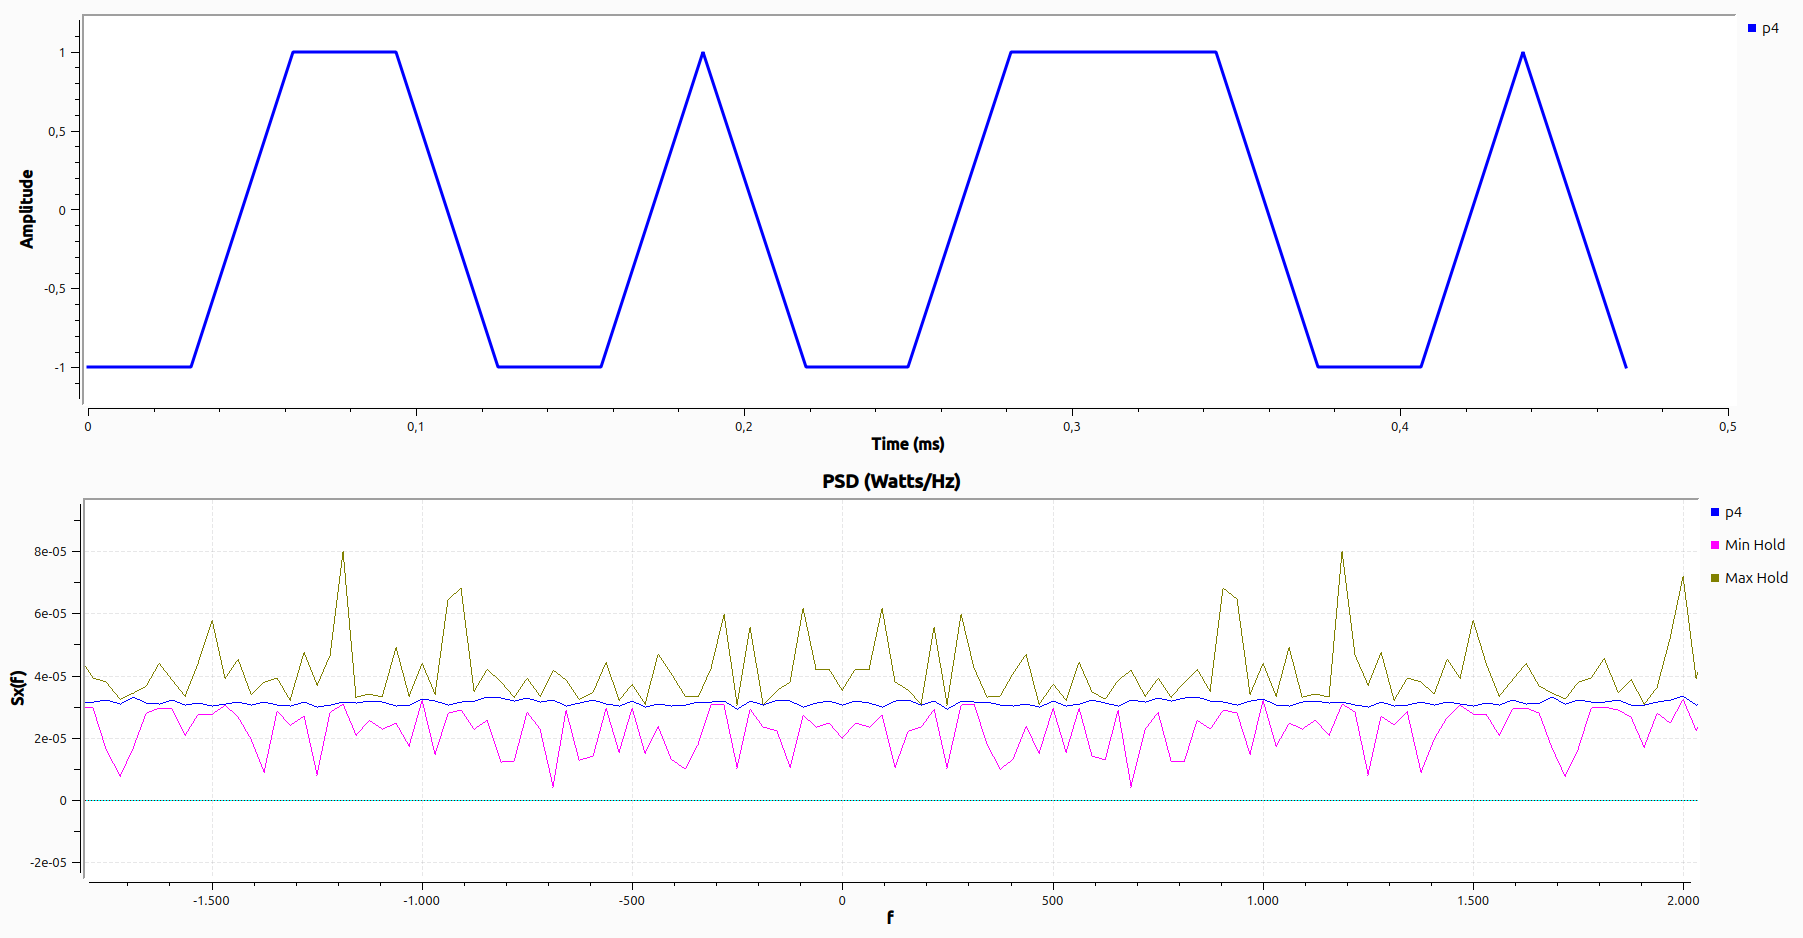 p4
1
0,5
0
-0,5
-1
Amplitude
0 0,1 0,2 0,3 0,4 0,5
Time (ms)
PSD (Watts/Hz)
p4
Min Hold
Max Hold
8e-05
6e-05
4e-05
2e-05
0
-2e-05
Sx(f)
-1.500 -1.000 -500 0 500 1.000 1.500 2.000
f